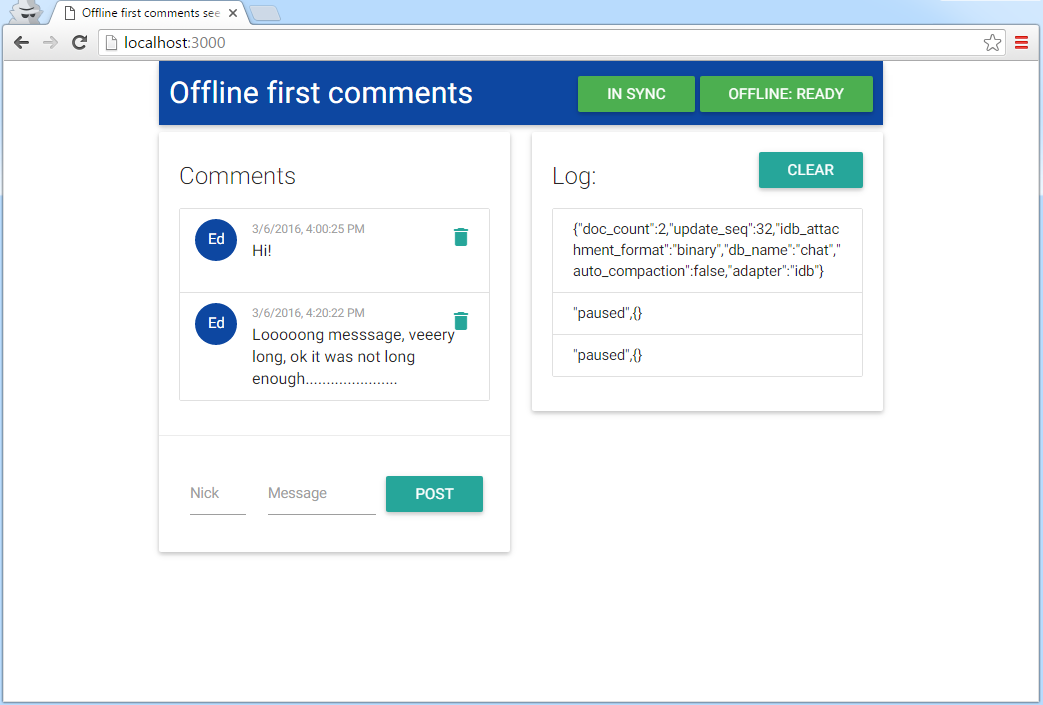 Offline first comments see
localhost:3000
Offline first comments
IN SYNC
OFFLINE: READY
Comments
Ed
3/6/2016, 4:00:25 PM
Hi!
Ed
3/6/2016, 4:20:22 PM
Looooong messsage, veeery
long, ok it was not long
enough......................
Nick
Message
POST
Log:
CLEAR
{"doc_count":2,"update_seq":32,"idb_attac
hment_format":"binary","db_name":"chat","
auto_compaction":false,"adapter":"idb"}
"paused",{}
"paused",{}